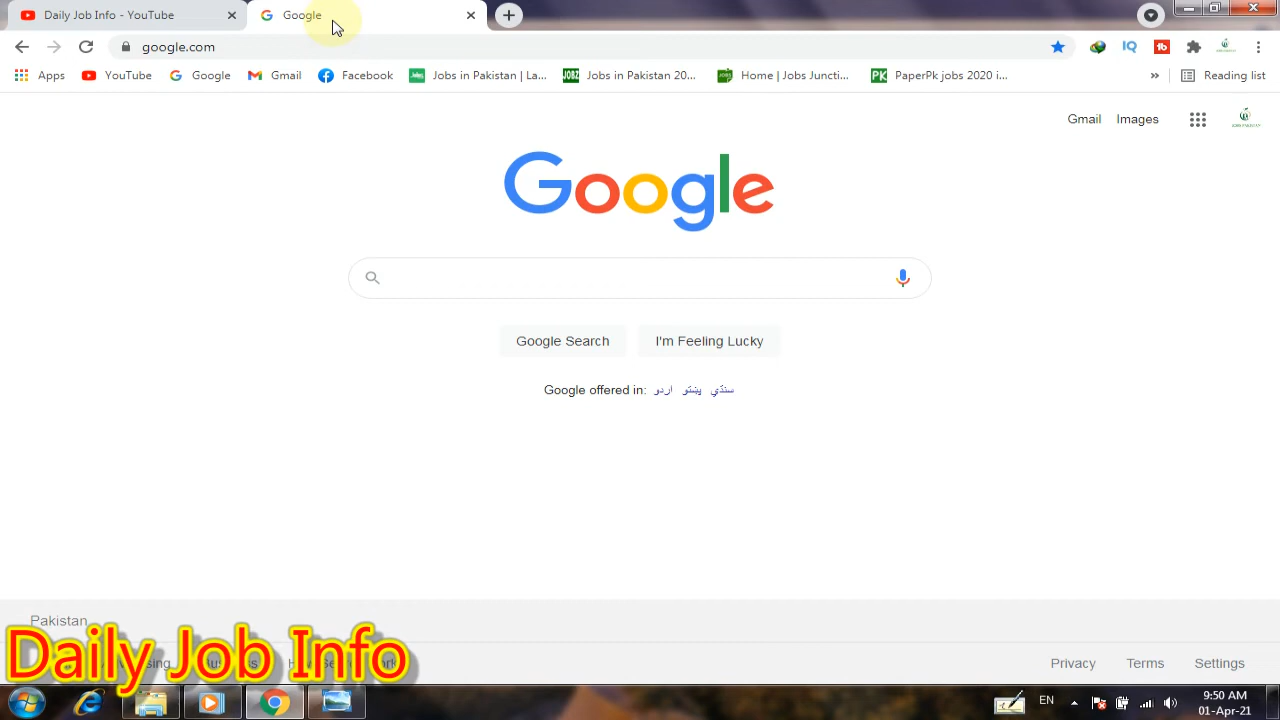 Daily Job Info - YouTube
Google
google.com
Apps YouTube Google Gmail Facebook Jobs in Pakistan | La... Jobs in Pakistan 20... Home | Jobs Juncti... PaperPk jobs 2020 i... » Reading list
Gmail Images
Google
Google Search I'm Feeling Lucky
Google offered in: اردو پښتو سنڌي
Pakistan
Daily Job Info
Privacy Terms Settings
EN
9:50 AM
01-Apr-21